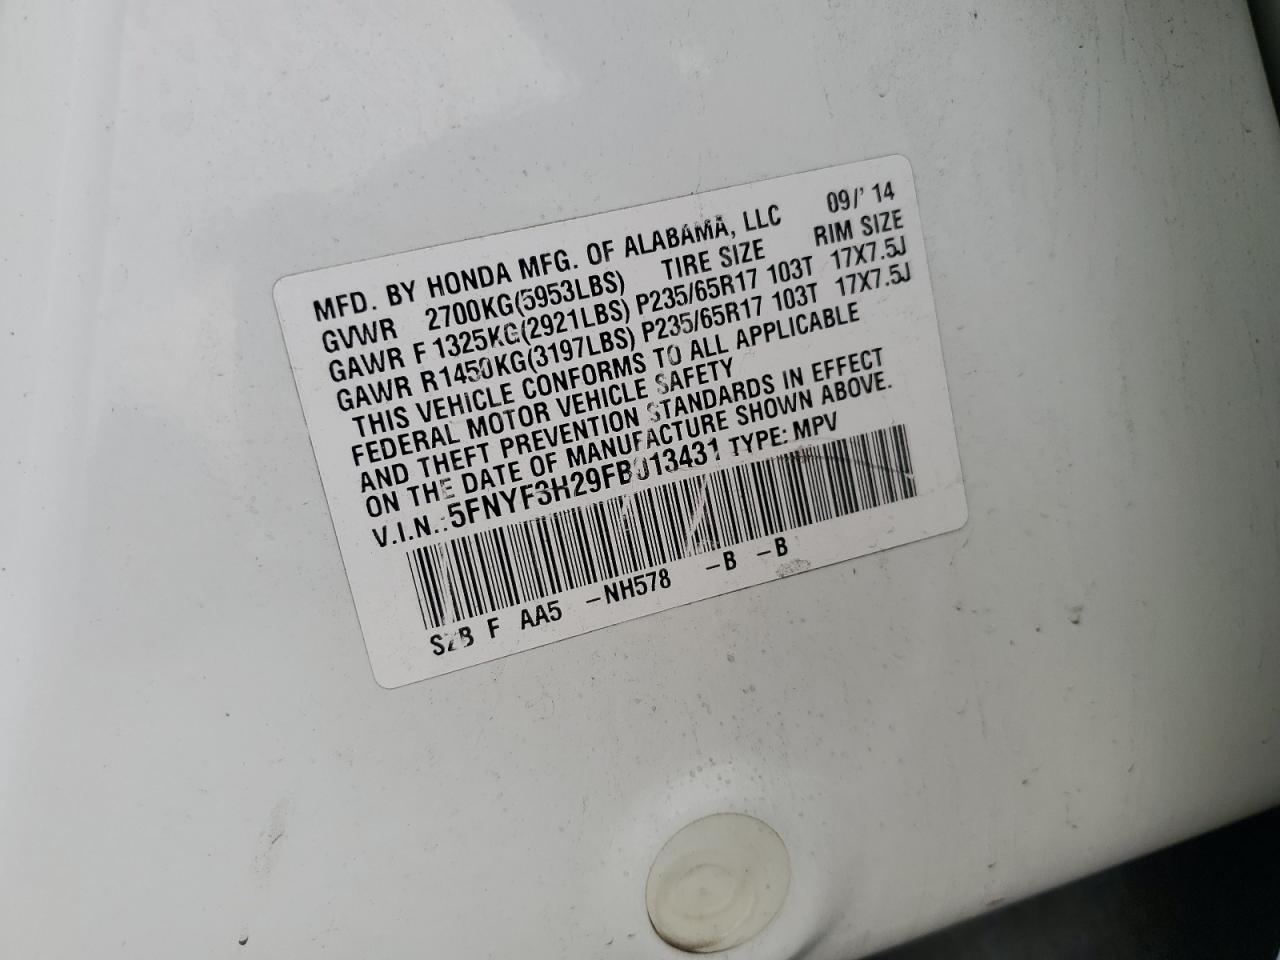 MFD. BY HONDA MFG. OF ALABAMA, LLC 09/'14
GVWR 2700KG(5953LBS) TIRE SIZE RIM SIZE
GAWR F 1325KG(2921LBS) P235/65R17 103T 17X7.5J
GAWR R1450KG(3197LBS) P235/65R17 103T 17X7.5J
THIS VEHICLE CONFORMS TO ALL APPLICABLE
FEDERAL MOTOR VEHICLE SAFETY
AND THEFT PREVENTION STANDARDS IN EFFECT
ON THE DATE OF MANUFACTURE SHOWN ABOVE.
V.I.N.:5FNYF3H29FB013431 TYPE: MPV
SZB F AA5 -NH578 -B -B